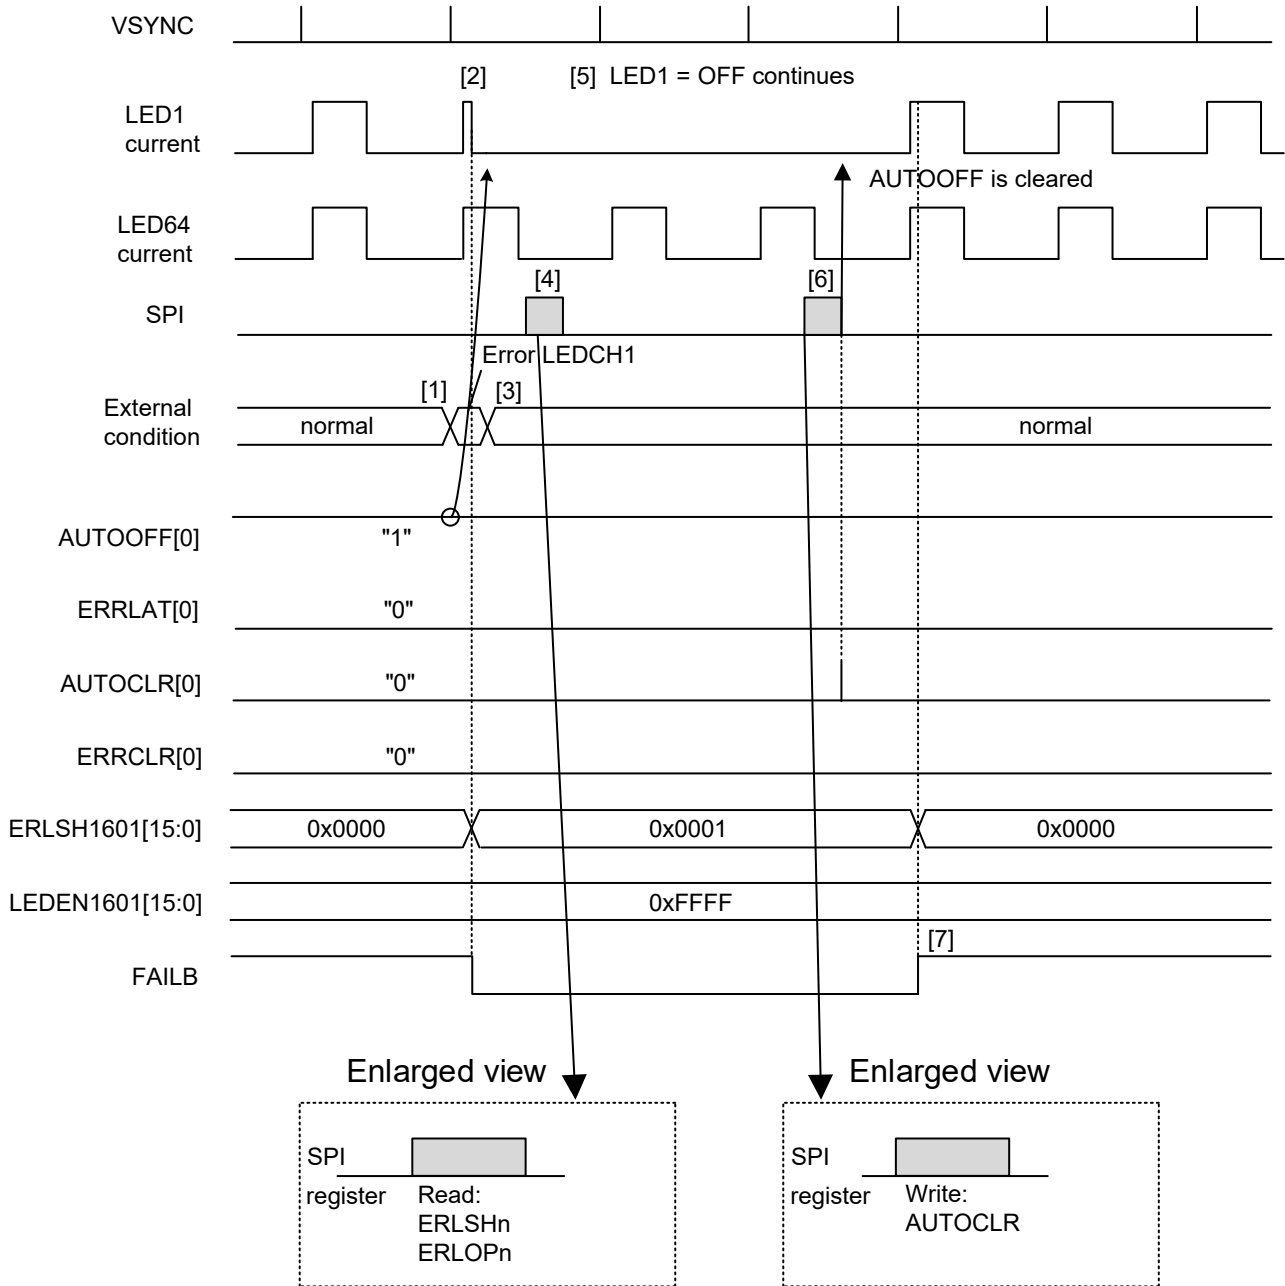 VSYNC
[2]
[5] LED1 = OFF continues
LED1
current
AUTOOFF is cleared
LED64
current
[4]
[6]
SPI
Error LEDCH1
[1]
[3]
External
condition
normal
normal
AUTOOFF[0]
"1"
ERRLAT[0]
"0"
AUTOCLR[0]
"0"
ERRCLR[0]
"0"
ERLSH1601[15:0]
0x0000
0x0001
0x0000
LEDEN1601[15:0]
0xFFFF
[7]
FAILB
Enlarged view
SPI
register
Read:
ERLSHn
ERLOPn
Enlarged view
SPI
register
Write:
AUTOCLR